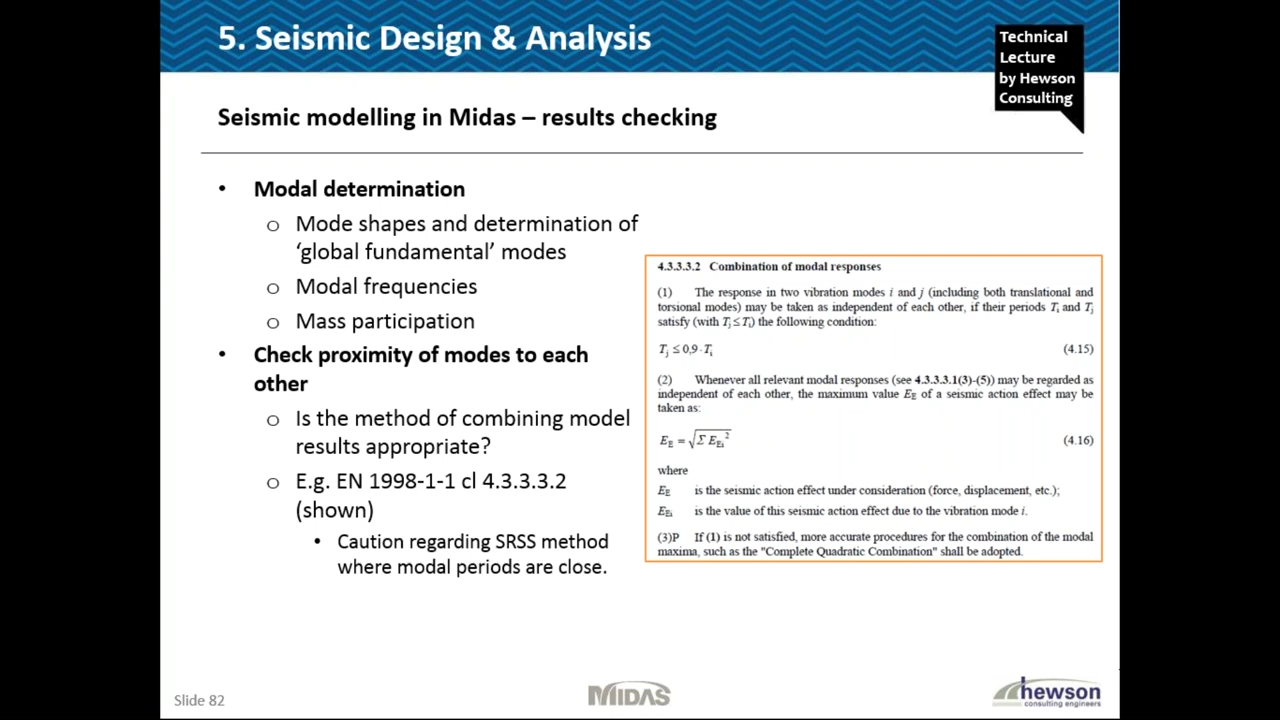 5. Seismic Design & Analysis
Technical
Lecture
by Hewson
Consulting
Seismic modelling in Midas – results checking
• Modal determination
o Mode shapes and determination of
‘global fundamental’ modes
o Modal frequencies
o Mass participation
• Check proximity of modes to each
other
o Is the method of combining model
results appropriate?
o E.g. EN 1998-1-1 cl 4.3.3.3.2
(shown)
• Caution regarding SRSS method
where modal periods are close.
4.3.3.3.2 Combination of modal responses
(1) The response in two vibration modes i and j (including both translational and
torsional modes) may be taken as independent of each other, if their periods Ti and Tj
satisfy (with Tj ≤ Ti) the following condition:
Tj ≤ 0,9 · Ti (4.15)
(2) Whenever all relevant modal responses (see 4.3.3.3.1(3)-(5)) may be regarded as
independent of each other, the maximum value EE of a seismic action effect may be
taken as:
EE = √Σ EEi² (4.16)
where
EE is the seismic action effect under consideration (force, displacement, etc.);
EEi is the value of this seismic action effect due to the vibration mode i.
(3)P If (1) is not satisfied, more accurate procedures for the combination of the modal
maxima, such as the "Complete Quadratic Combination" shall be adopted.
Slide 82
MIDAS
hewson
consulting engineers